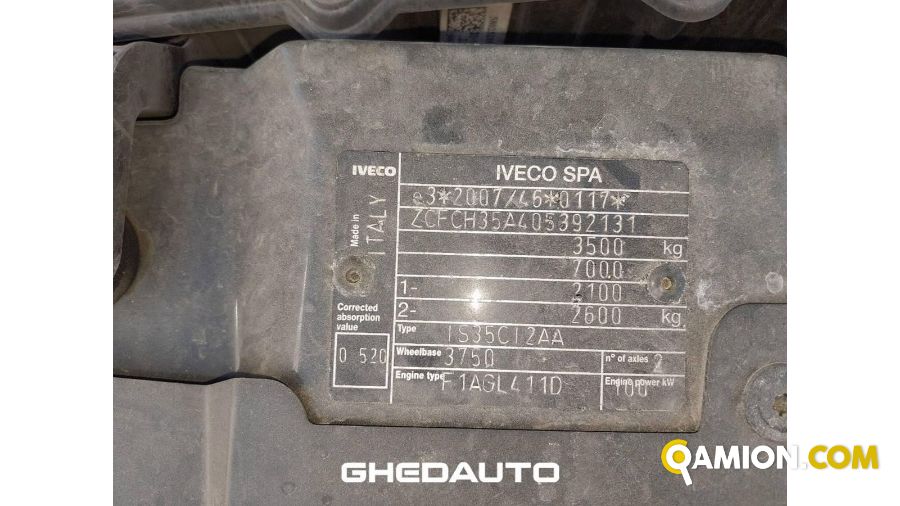 IVECO
IVECO SPA
e3*2007/46*0117*
ZCFCH35A405392131
3500 kg
7000
1- 2100
2- 2600 kg
Made in
ITALY
Corrected
absorption
value
0 520
Type IS35C12AA
Wheelbase 3750
n° of axles 2
Engine type F1AGL411D
Engine power kW
100
GHEDAUTO
QAMION.COM